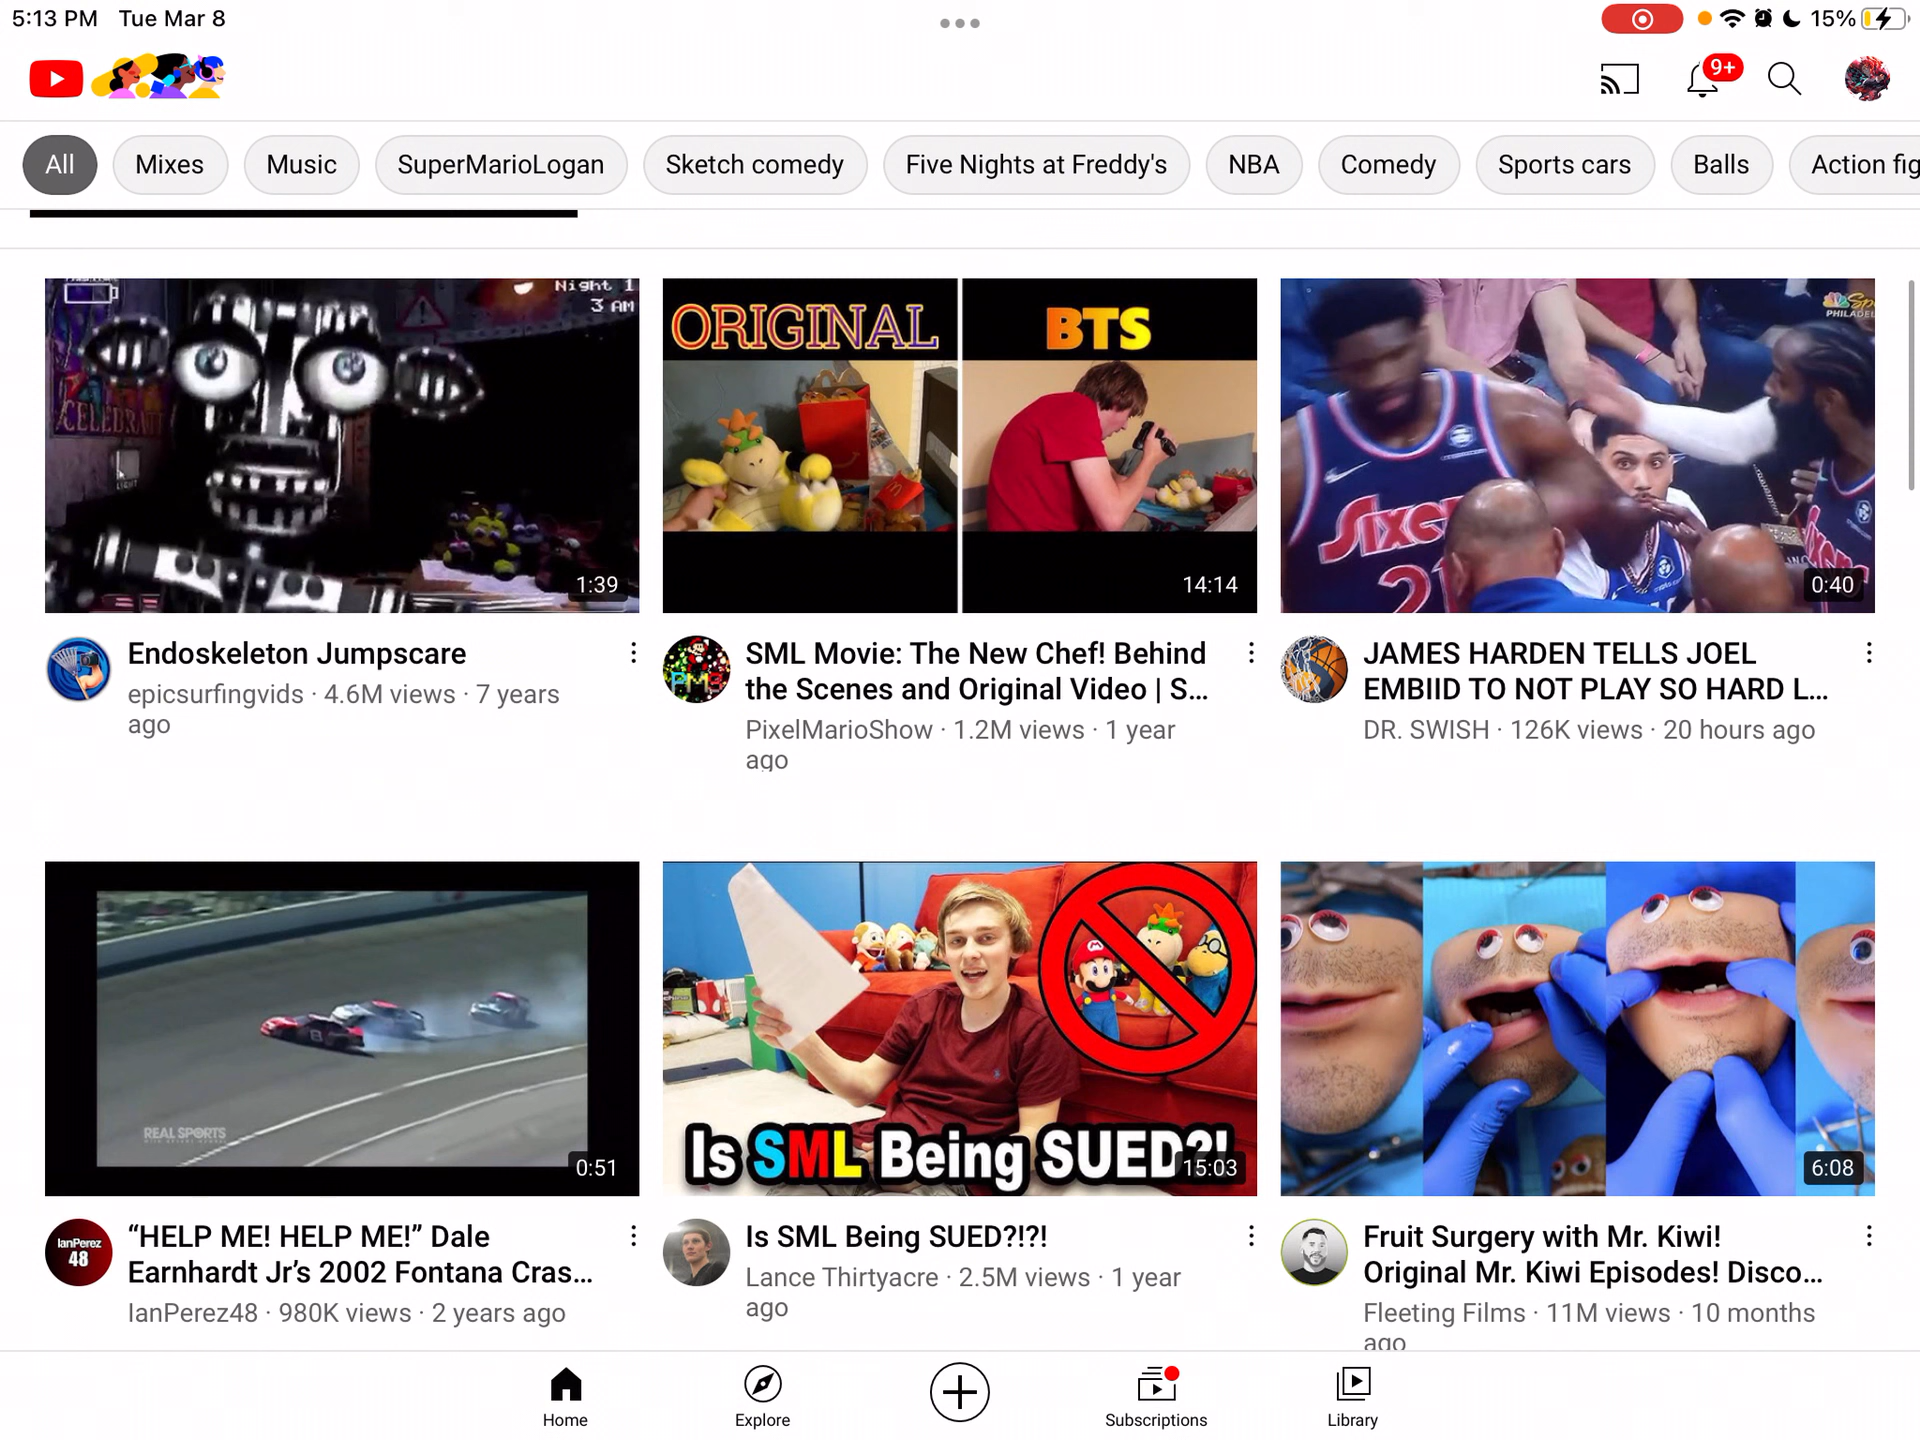 5:13 PM Tue Mar 8
15%
9+
All Mixes Music SuperMarioLogan Sketch comedy Five Nights at Freddy's NBA Comedy Sports cars Balls Action fig
Night 1
3 AM
CELEBRATE
1:39
ORIGINAL BTS
14:14
PHILADEL
Sixers
21
0:40
Endoskeleton Jumpscare
epicsurfingvids · 4.6M views · 7 years
ago
SML Movie: The New Chef! Behind
the Scenes and Original Video | S...
PixelMarioShow · 1.2M views · 1 year
ago
JAMES HARDEN TELLS JOEL
EMBIID TO NOT PLAY SO HARD L...
DR. SWISH · 126K views · 20 hours ago
8
REAL SPORTS
0:51
Is SML Being SUED?!
15:03
6:08
IanPerez
48
“HELP ME! HELP ME!” Dale
Earnhardt Jr’s 2002 Fontana Cras...
IanPerez48 · 980K views · 2 years ago
Is SML Being SUED?!?!
Lance Thirtyacre · 2.5M views · 1 year
ago
Fruit Surgery with Mr. Kiwi!
Original Mr. Kiwi Episodes! Disco...
Fleeting Films · 11M views · 10 months
ago
Home Explore Subscriptions Library